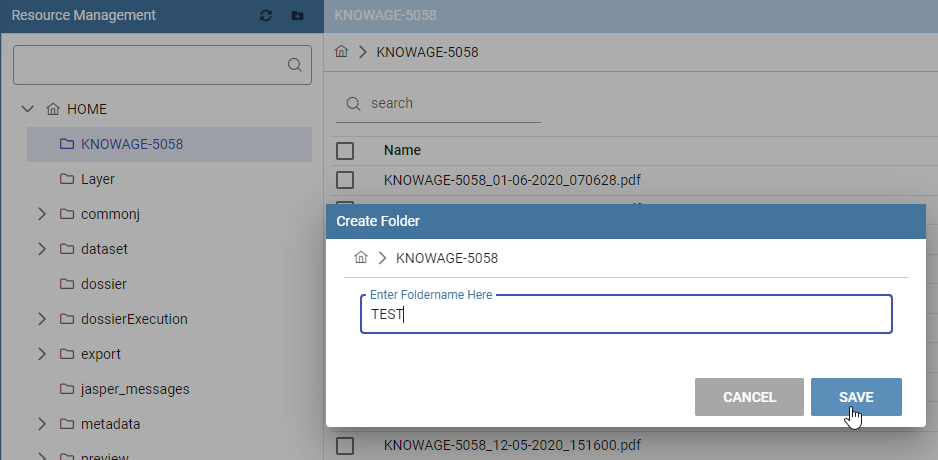 Resource Management
KNOWAGE-5058
KNOWAGE-5058
search
HOME
KNOWAGE-5058
Layer
commonj
dataset
dossier
dossierExecution
export
jasper_messages
metadata
preview
Name
KNOWAGE-5058_01-06-2020_070628.pdf
Create Folder
KNOWAGE-5058
Enter Foldername Here
TEST
CANCEL
SAVE
KNOWAGE-5058_12-05-2020_151600.pdf